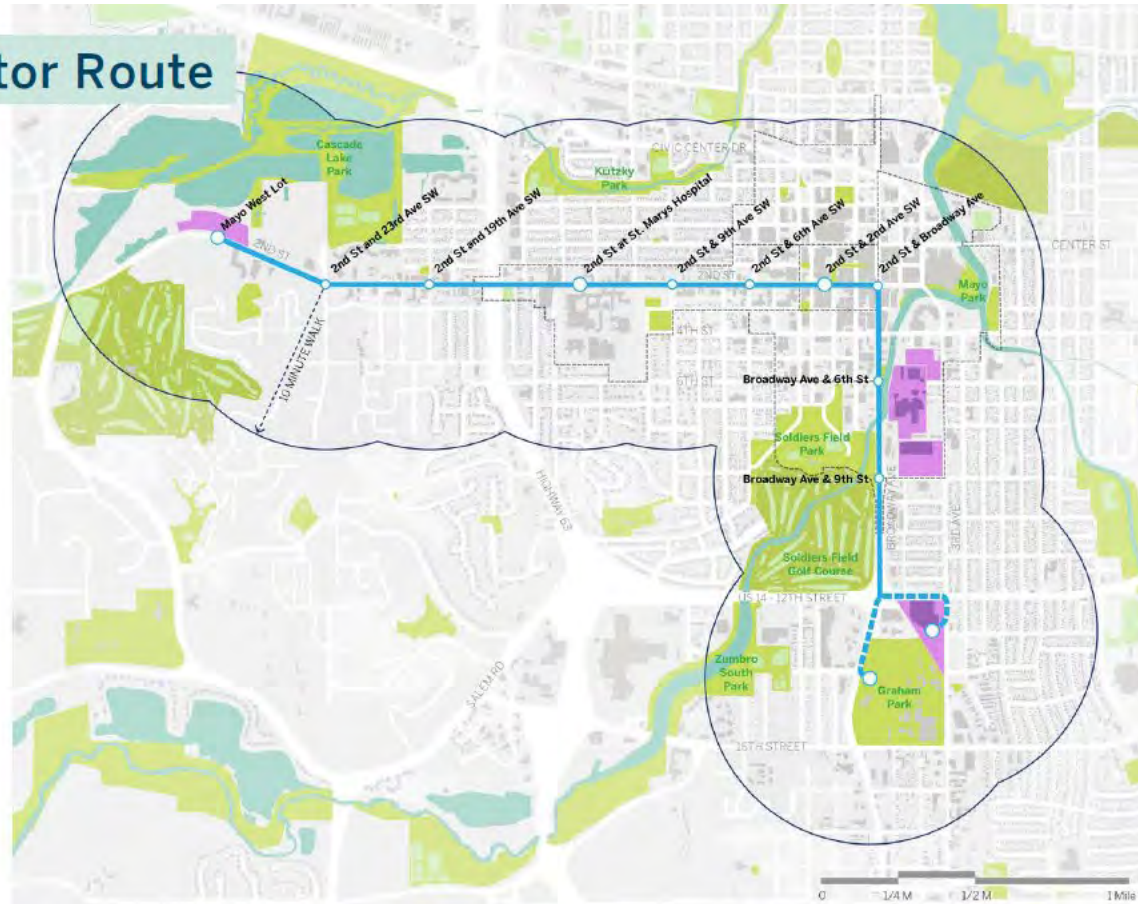 tor Route
Cascade
Lake
Park
CIVIC CENTER DR
Kutzky
Park
Mayo West Lot
2ND ST
2nd St and 23rd Ave SW
2nd St and 19th Ave SW
2nd St at St. Marys Hospital
2nd St & 9th Ave SW
2nd St & 6th Ave SW
2nd St & 2nd Ave SW
2nd St & Broadway Ave
CENTER ST
2ND ST
Mayo
Park
10 MINUTE WALK
4TH ST
6TH ST
Broadway Ave & 6th St
Soldiers Field
Park
Broadway Ave & 9th St
HIGHWAY 63
BROADWAY AVE
3RD AVE
Soldiers Field
Golf Course
US 14 - 12TH STREET
Zumbro
South
Park
SALEM RD
Graham
Park
16TH STREET
0 1/4 M 1/2 M 1 Mile